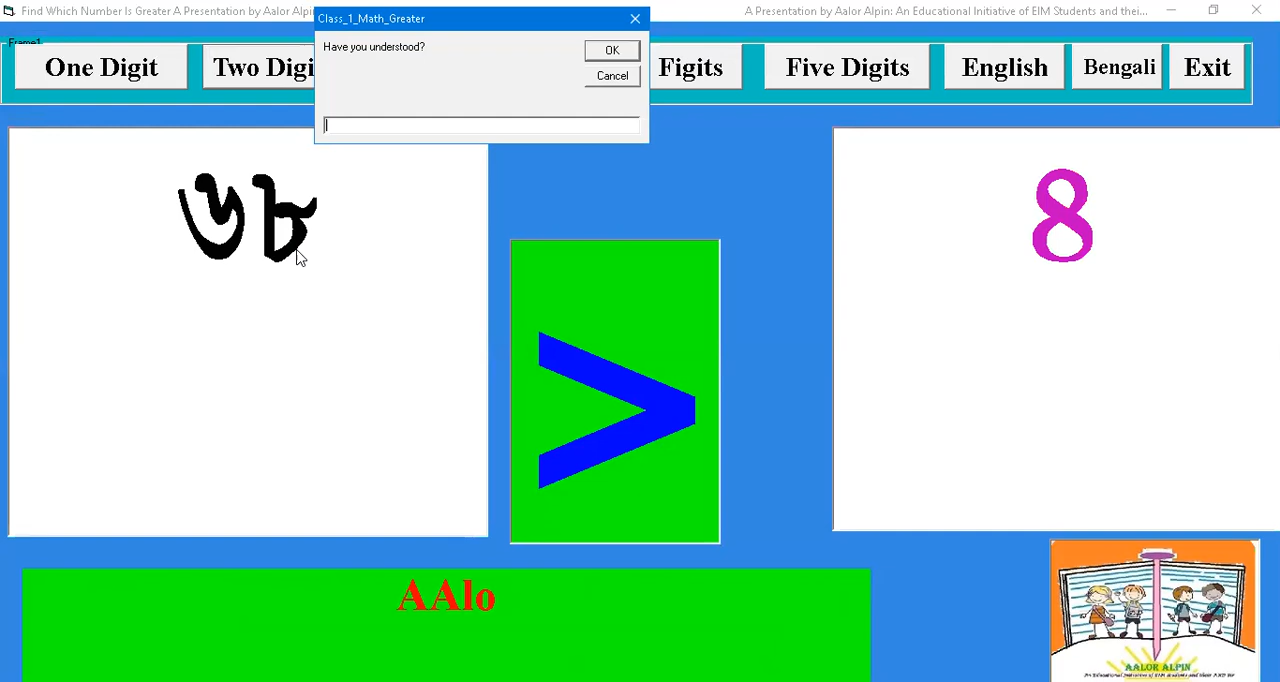 Find Which Number Is Greater A Presentation by Aalor Alpin
A Presentation by Aalor Alpin: An Educational Initiative of EIM Students and thei...
Class_1_Math_Greater
Have you understood?
OK
Cancel
Frame1
One Digit
Two Digi
Figits
Five Digits
English
Bengali
Exit
৩৮
>
৪
AAlo
AALOR ALPIN